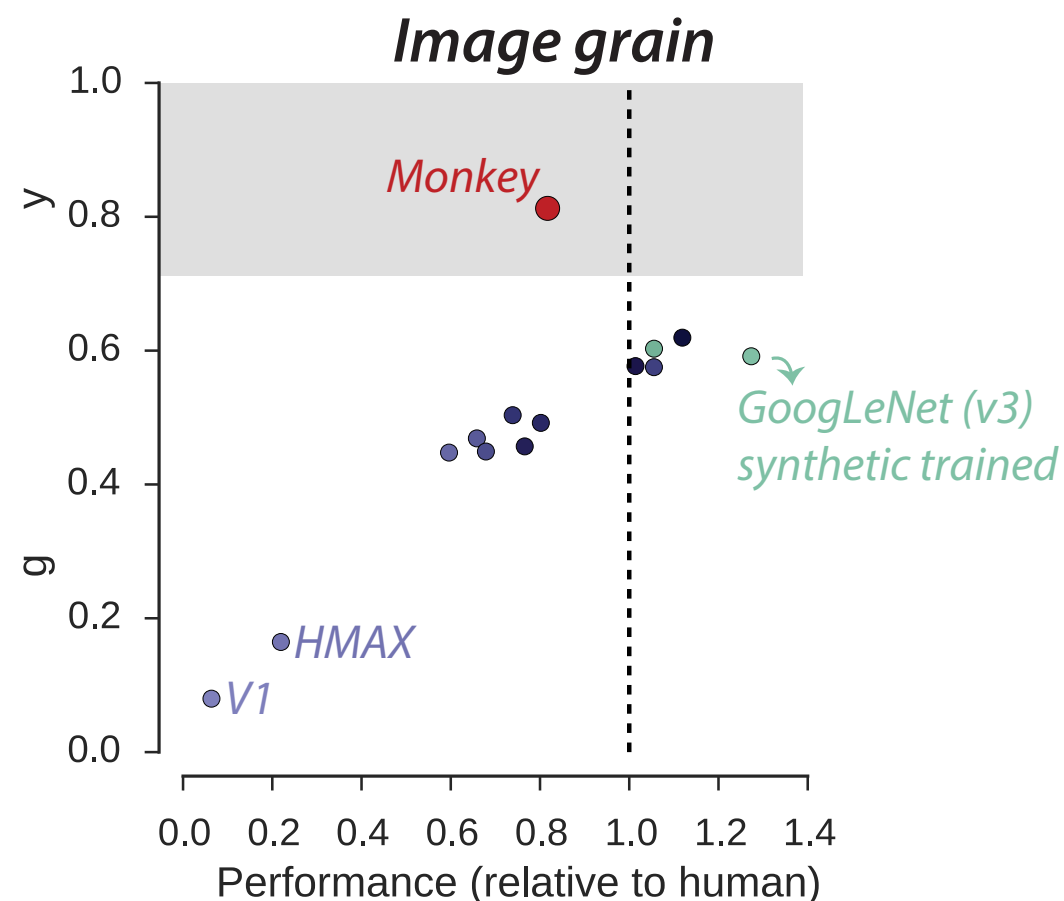 Image grain
1.0
y
Monkey
0.8
0.6
GoogLeNet (v3)
synthetic trained
0.4
g
0.2
HMAX
V1
0.0
0.0 0.2 0.4 0.6 0.8 1.0 1.2 1.4
Performance (relative to human)